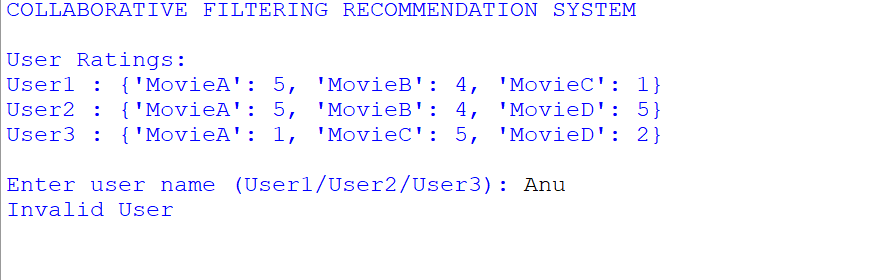 COLLABORATIVE FILTERING RECOMMENDATION SYSTEM
User Ratings:
User1 : {'MovieA': 5, 'MovieB': 4, 'MovieC': 1}
User2 : {'MovieA': 5, 'MovieB': 4, 'MovieD': 5}
User3 : {'MovieA': 1, 'MovieC': 5, 'MovieD': 2}
Enter user name (User1/User2/User3): Anu
Invalid User